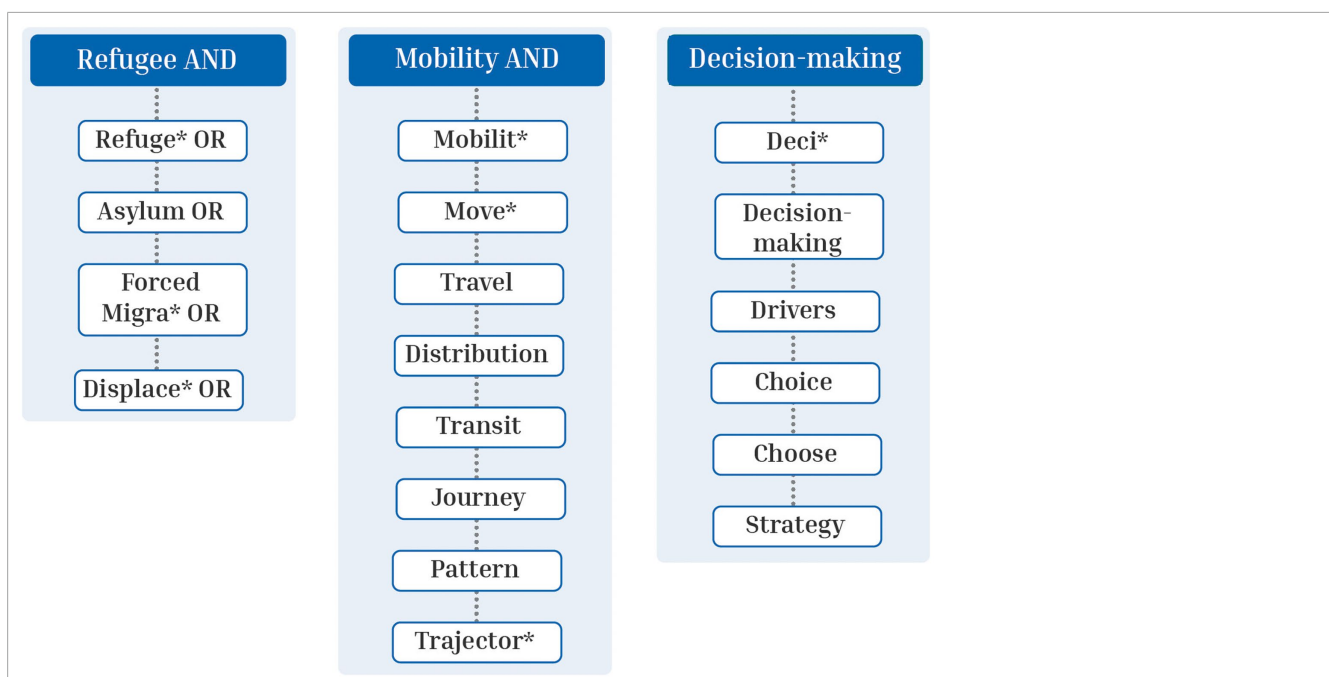 Refugee AND
Refuge* OR
Asylum OR
Forced
Migra* OR
Displace* OR
Mobility AND
Mobilit*
Move*
Travel
Distribution
Transit
Journey
Pattern
Trajector*
Decision-making
Deci*
Decision-
making
Drivers
Choice
Choose
Strategy